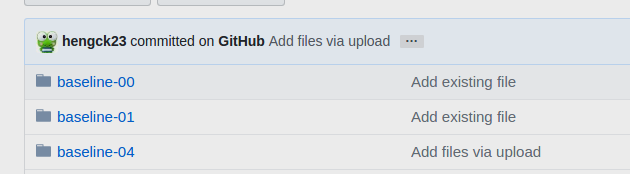 hengck23 committed on GitHub Add files via upload ...
baseline-00 Add existing file
baseline-01 Add existing file
baseline-04 Add files via upload